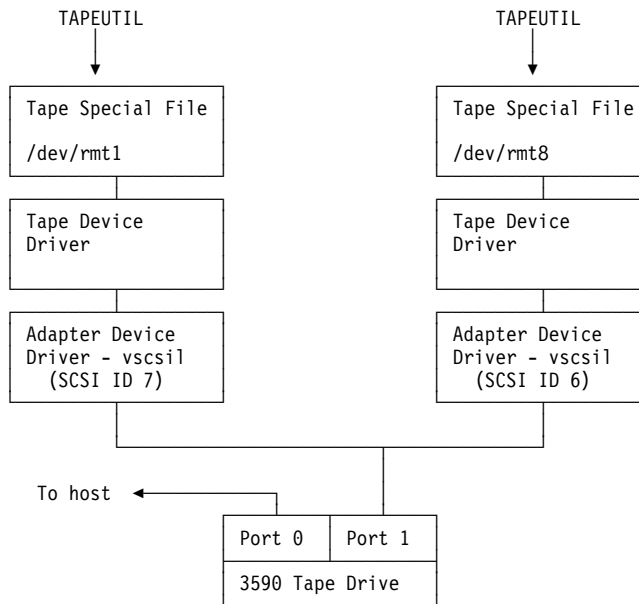 TAPEUTIL
Tape Special File
/dev/rmt1
Tape Device
Driver
Adapter Device
Driver - vscsil
(SCSI ID 7)
TAPEUTIL
Tape Special File
/dev/rmt8
Tape Device
Driver
Adapter Device
Driver - vscsil
(SCSI ID 6)
To host
Port 0
Port 1
3590 Tape Drive